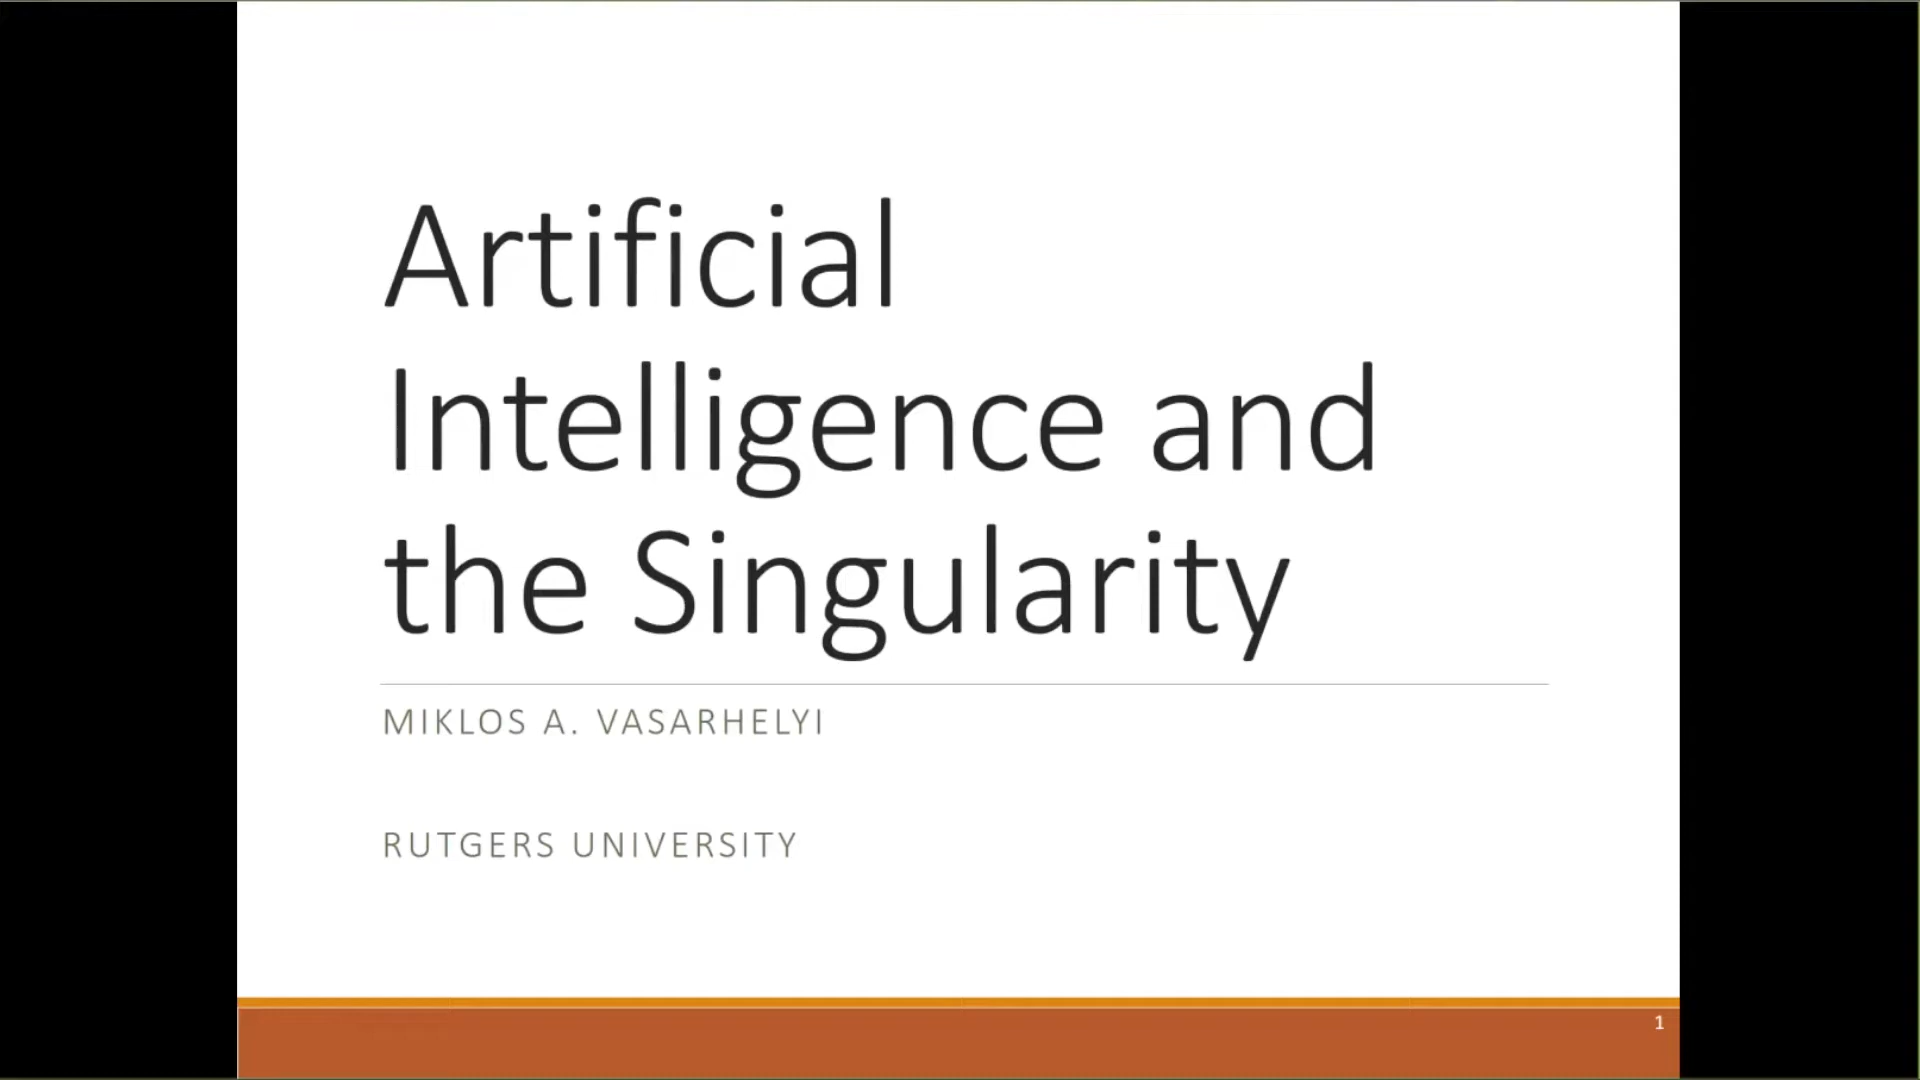 Artificial
Intelligence and
the Singularity
MIKLOS A. VASARHELYI
RUTGERS UNIVERSITY
1